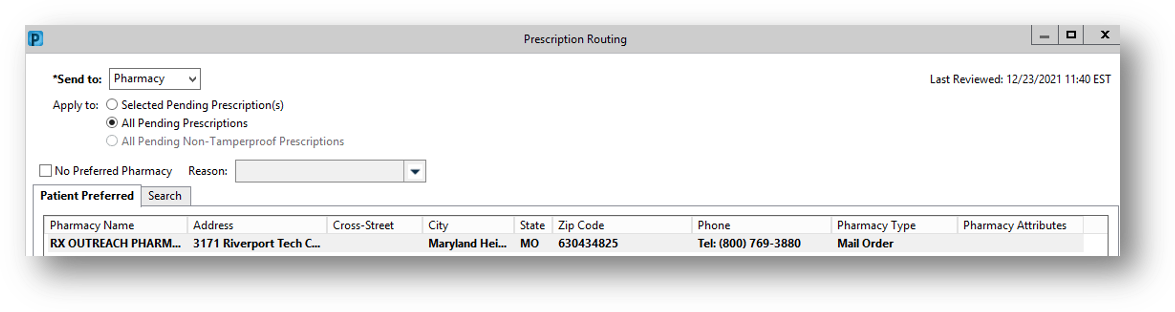 P Prescription Routing X
*Send to: Pharmacy Last Reviewed: 12/23/2021 11:40 EST
Apply to: Selected Pending Prescription(s)
All Pending Prescriptions
All Pending Non-Tamperproof Prescriptions
No Preferred Pharmacy Reason:
Patient Preferred Search
Pharmacy Name Address Cross-Street City State Zip Code Phone Pharmacy Type Pharmacy Attributes
RX OUTREACH PHARM... 3171 Riverport Tech C... Maryland Hei... MO 630434825 Tel: (800) 769-3880 Mail Order